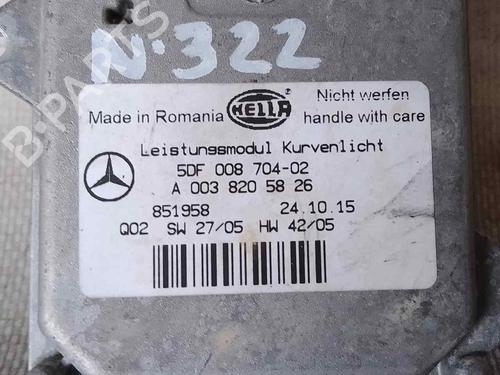 N·322
Made in Romania HELLA Nicht werfen
handle with care
Leistungsmodul Kurvenlicht
5DF 008 704-02
A 003 820 58 26
851958 24.10.15
Q02 SW 27/05 HW 42/05
B-PARTS